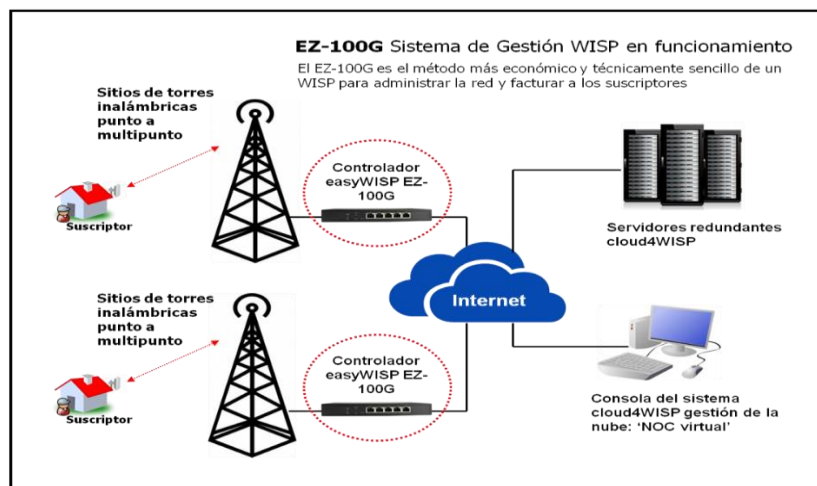 EZ-100G Sistema de Gestión WISP en funcionamiento
El EZ-100G es el método más económico y técnicamente sencillo de un
WISP para administrar la red y facturar a los suscriptores
Sitios de torres
inalámbricas
punto a
multipunto
Suscriptor
Controlador
easyWISP EZ-
100G
Servidores redundantes
cloud4WISP
Internet
Sitios de torres
inalámbricas
punto a
multipunto
Suscriptor
Controlador
easyWISP EZ-
100G
Consola del sistema
cloud4WISP gestión de la
nube: ‘NOC virtual’